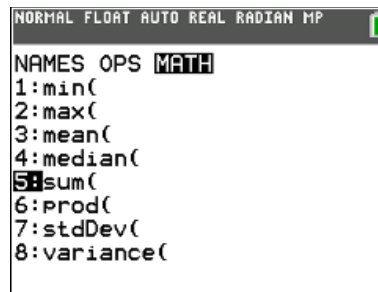 NORMAL FLOAT AUTO REAL RADIAN MP
NAMES OPS MATH
1:min(
2:max(
3:mean(
4:median(
5:sum(
6:prod(
7:stdDev(
8:variance(